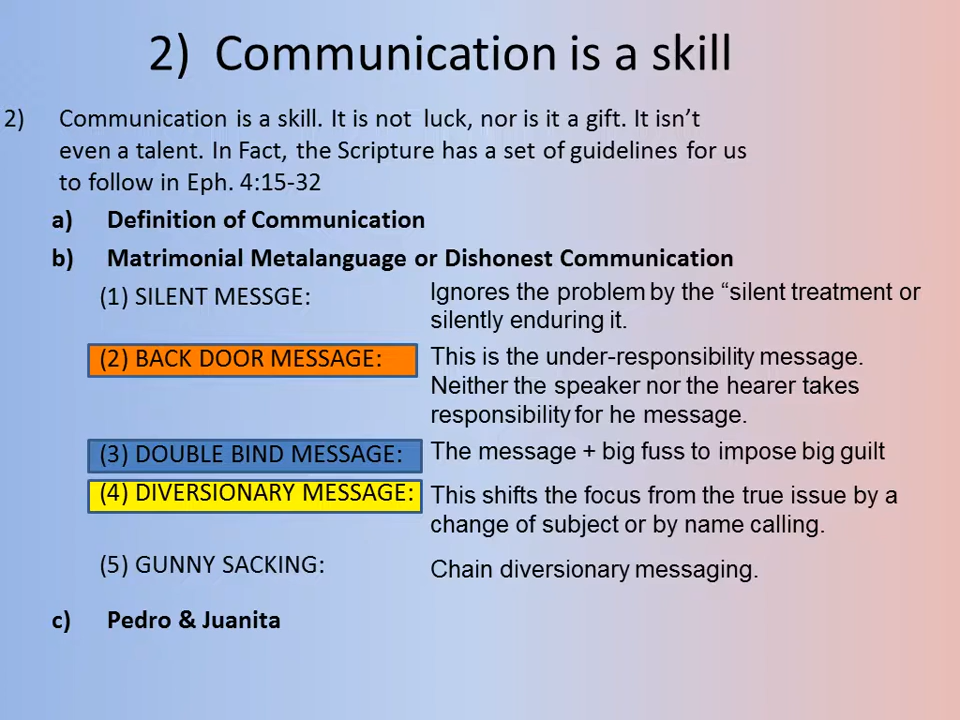 2) Communication is a skill
2) Communication is a skill. It is not luck, nor is it a gift. It isn’t
even a talent. In Fact, the Scripture has a set of guidelines for us
to follow in Eph. 4:15-32
a) Definition of Communication
b) Matrimonial Metalanguage or Dishonest Communication
(1) SILENT MESSGE: Ignores the problem by the “silent treatment or
silently enduring it.
(2) BACK DOOR MESSAGE: This is the under-responsibility message.
Neither the speaker nor the hearer takes
responsibility for he message.
(3) DOUBLE BIND MESSAGE: The message + big fuss to impose big guilt
(4) DIVERSIONARY MESSAGE: This shifts the focus from the true issue by a
change of subject or by name calling.
(5) GUNNY SACKING: Chain diversionary messaging.
c) Pedro & Juanita